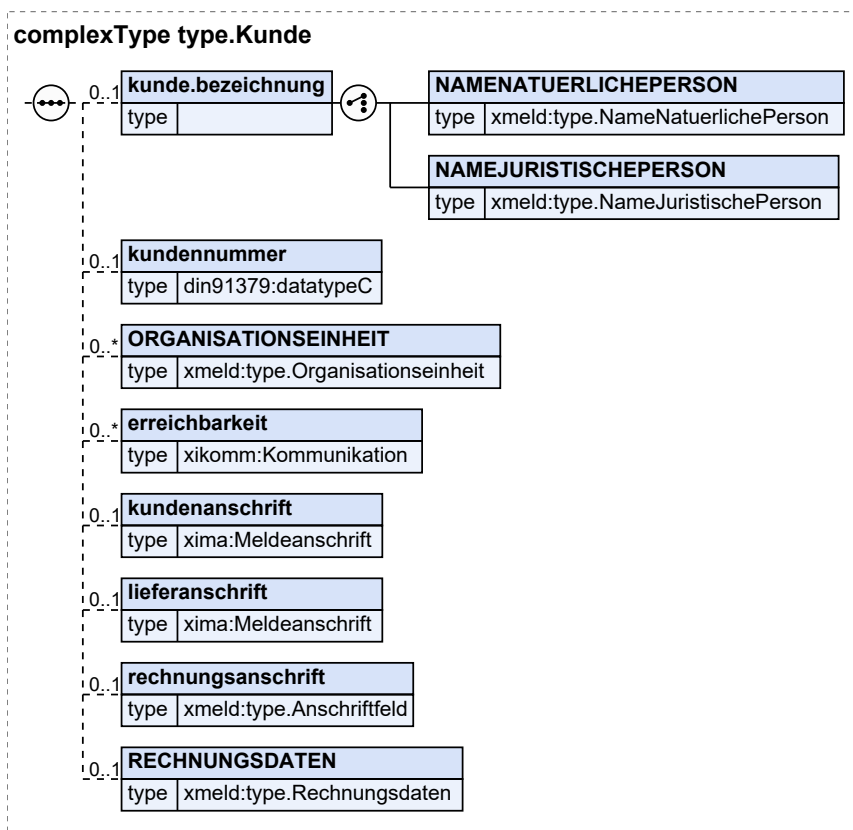 complexType type.Kunde
0..1 kunde.bezeichnung
type
NAMENATUERLICHEPERSON
type xmeld:type.NameNatuerlichePerson
NAMEJURISTISCHEPERSON
type xmeld:type.NameJuristischePerson
0..1 kundennummer
type din91379:datatypeC
0..* ORGANISATIONSEINHEIT
type xmeld:type.Organisationseinheit
0..* erreichbarkeit
type xikomm:Kommunikation
0..1 kundenanschrift
type xima:Meldeanschrift
0..1 lieferanschrift
type xima:Meldeanschrift
0..1 rechnungsanschrift
type xmeld:type.Anschriftfeld
0..1 RECHNUNGSDATEN
type xmeld:type.Rechnungsdaten